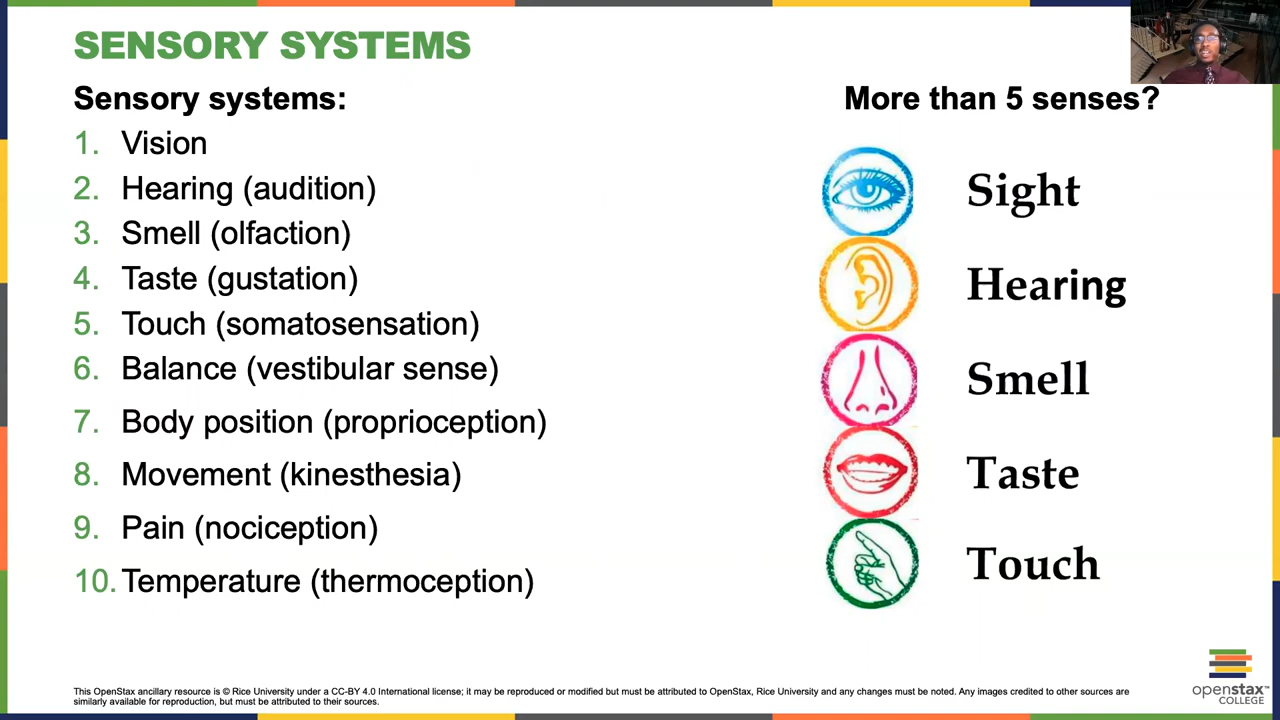 SENSORY SYSTEMS
Sensory systems:
1. Vision
2. Hearing (audition)
3. Smell (olfaction)
4. Taste (gustation)
5. Touch (somatosensation)
6. Balance (vestibular sense)
7. Body position (proprioception)
8. Movement (kinesthesia)
9. Pain (nociception)
10. Temperature (thermoception)
More than 5 senses?
Sight
Hearing
Smell
Taste
Touch
This OpenStax ancillary resource is © Rice University under a CC-BY 4.0 International license; it may be reproduced or modified but must be attributed to OpenStax, Rice University and any changes must be noted. Any images credited to other sources are
similarly available for reproduction, but must be attributed to their sources.
openstax™
COLLEGE